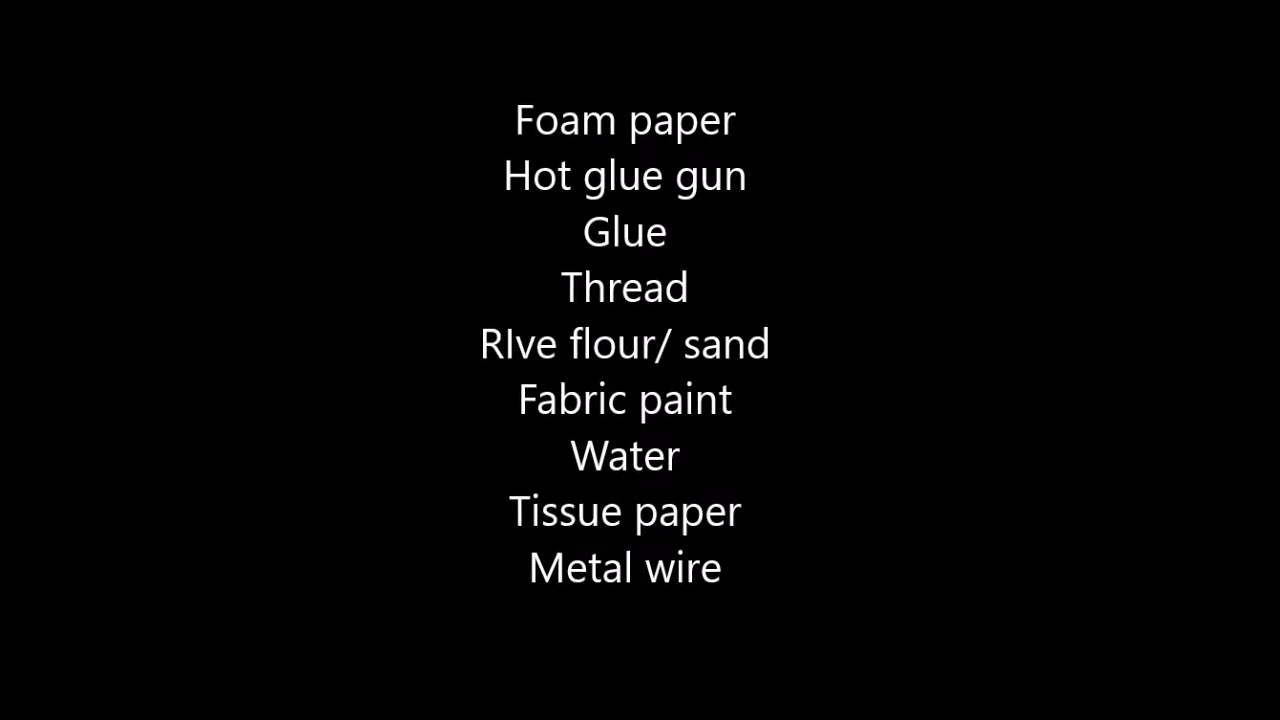 Foam paper
Hot glue gun
Glue
Thread
RIve flour/ sand
Fabric paint
Water
Tissue paper
Metal wire